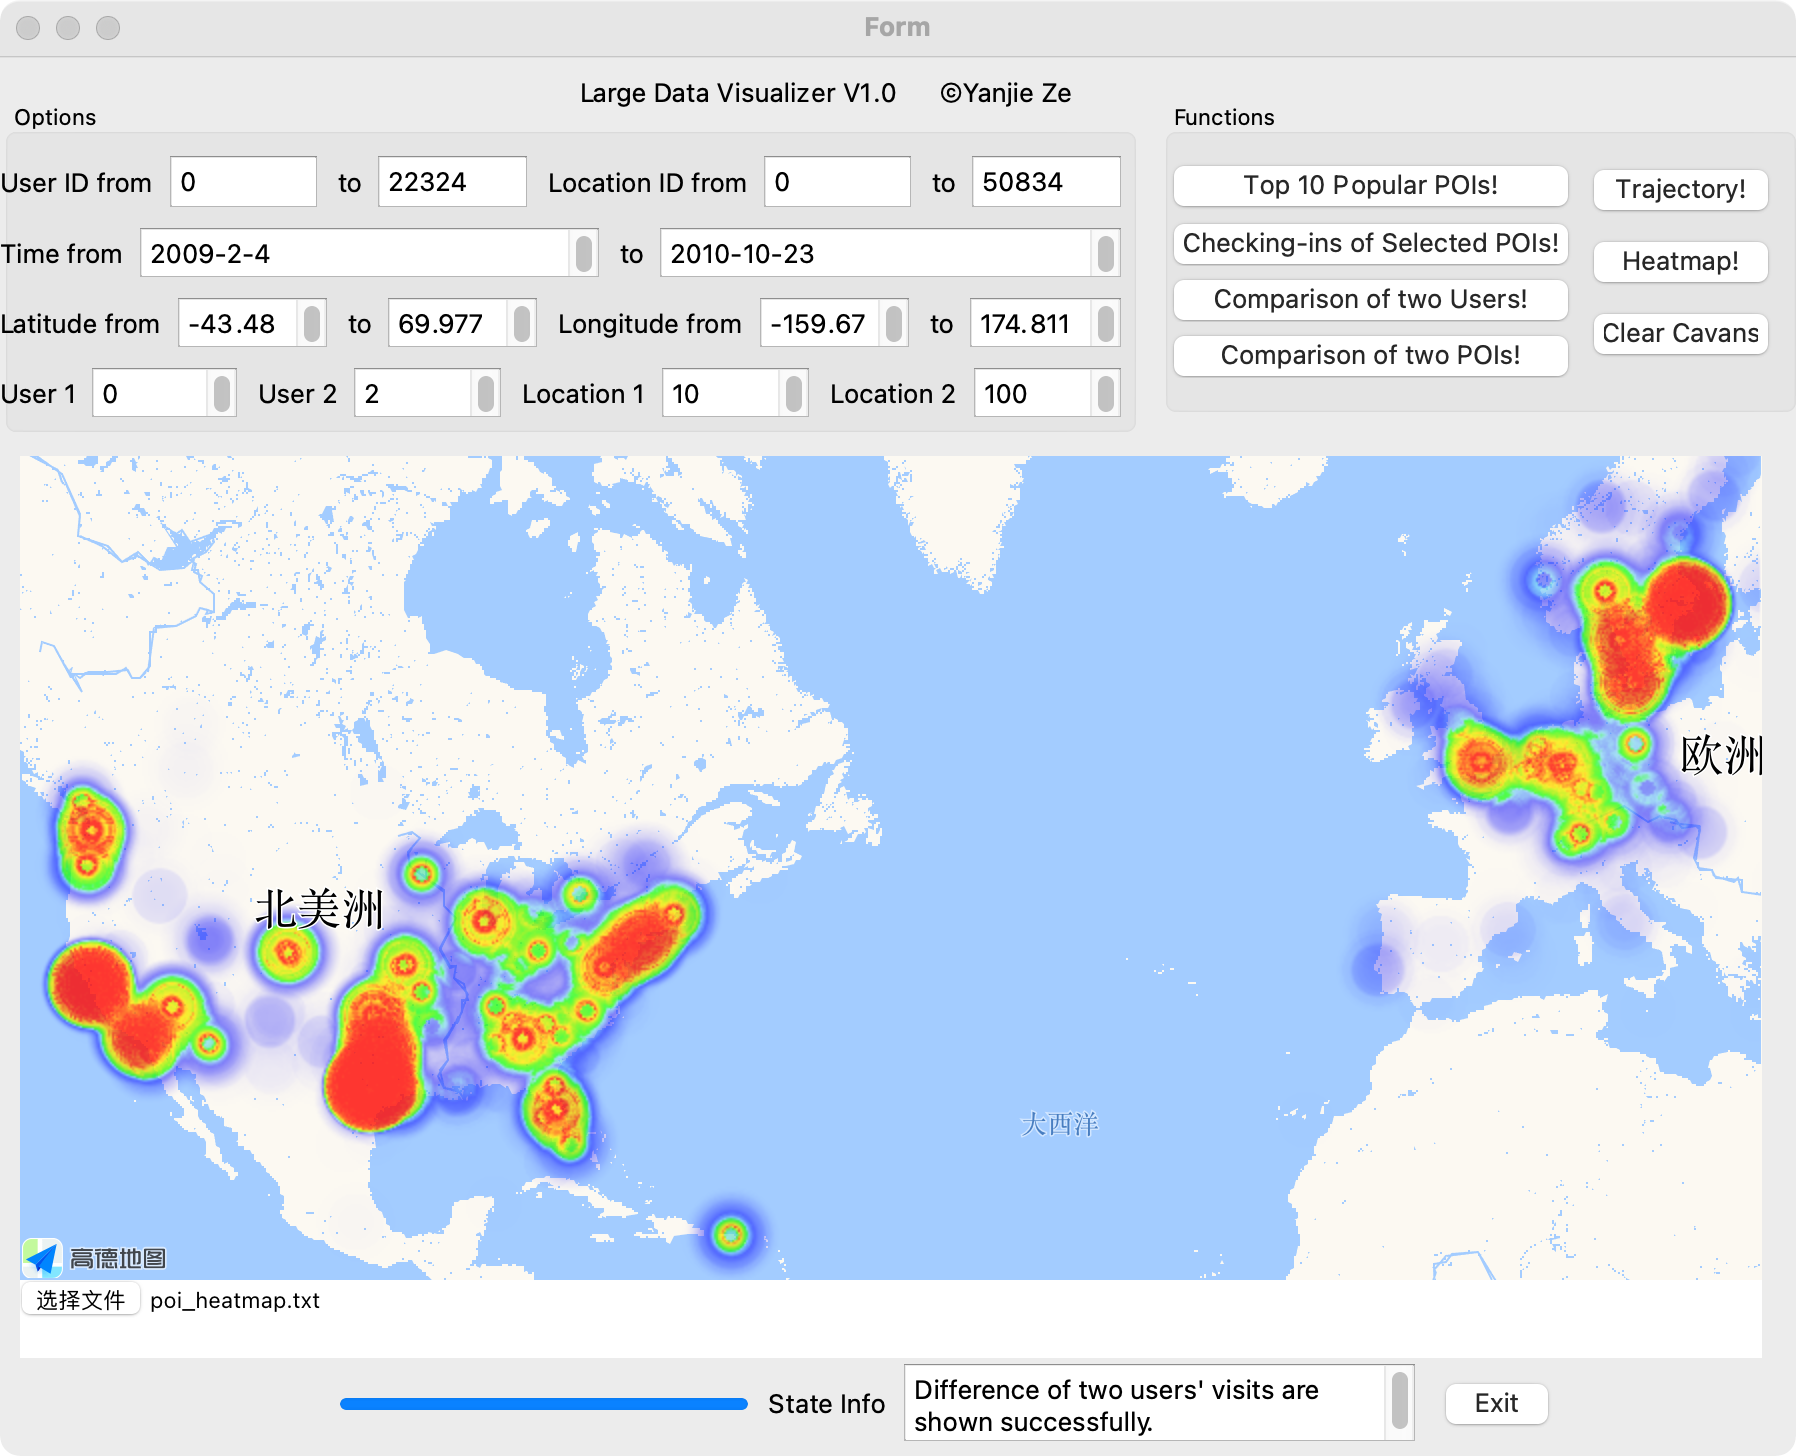 Form
Large Data Visualizer V1.0 ©Yanjie Ze
Options
User ID from 0 to 22324 Location ID from 0 to 50834
Time from 2009-2-4 to 2010-10-23
Latitude from -43.48 to 69.977 Longitude from -159.67 to 174.811
User 1 0 User 2 2 Location 1 10 Location 2 100
Functions
Top 10 Popular POIs! Trajectory!
Checking-ins of Selected POIs!
Heatmap!
Comparison of two Users!
Clear Cavans
Comparison of two POIs!
欧洲
北美洲
大西洋
高德地图
选择文件 poi_heatmap.txt
State Info
Difference of two users' visits are
shown successfully.
Exit